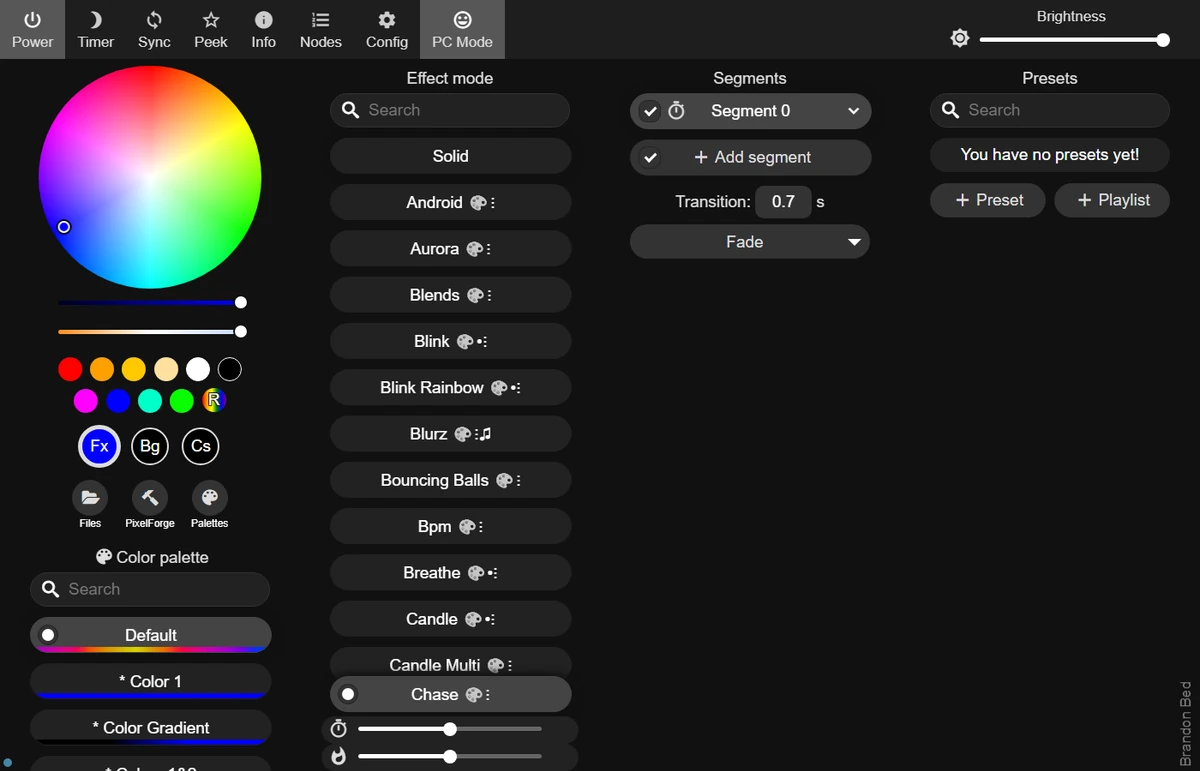 Power Timer Sync Peek Info Nodes Config PC Mode
Brightness
R
Fx Bg Cs
Files PixelForge Palettes
Color palette
Search
Default
* Color 1
* Color Gradient
Effect mode
Search
Solid
Android
Aurora
Blends
Blink
Blink Rainbow
Blurz
Bouncing Balls
Bpm
Breathe
Candle
Candle Multi
Chase
Segments
Segment 0
+ Add segment
Transition: 0.7 s
Fade
Presets
Search
You have no presets yet!
+ Preset + Playlist
Brandon Bed